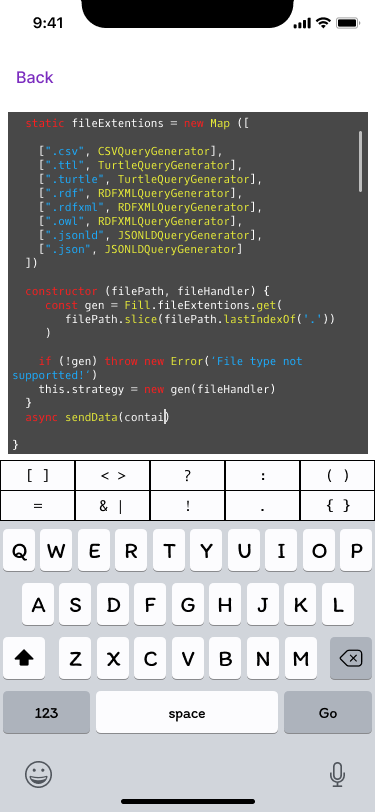 9:41
Back
static fileExtentions = new Map ([
[".csv", CSVQueryGenerator],
[".ttl", TurtleQueryGenerator],
[".turtle", TurtleQueryGenerator],
[".rdf", RDFXMLQueryGenerator],
[".rdfxml", RDFXMLQueryGenerator],
[".owl", RDFXMLQueryGenerator],
[".jsonld", JSONLDQueryGenerator],
[".json", JSONLDQueryGenerator]
])
constructor (filePath, fileHandler) {
const gen = Fill.fileExtentions.get(
filePath.slice(filePath.lastIndexOf('.'))
)
if (!gen) throw new Error('File type not
supportted!')
this.strategy = new gen(fileHandler)
}
async sendData(contai)
}
[ ] < > ? : ( )
= & | ! . { }
Q W E R T Y U I O P
A S D F G H J K L
Z X C V B N M
123 space Go